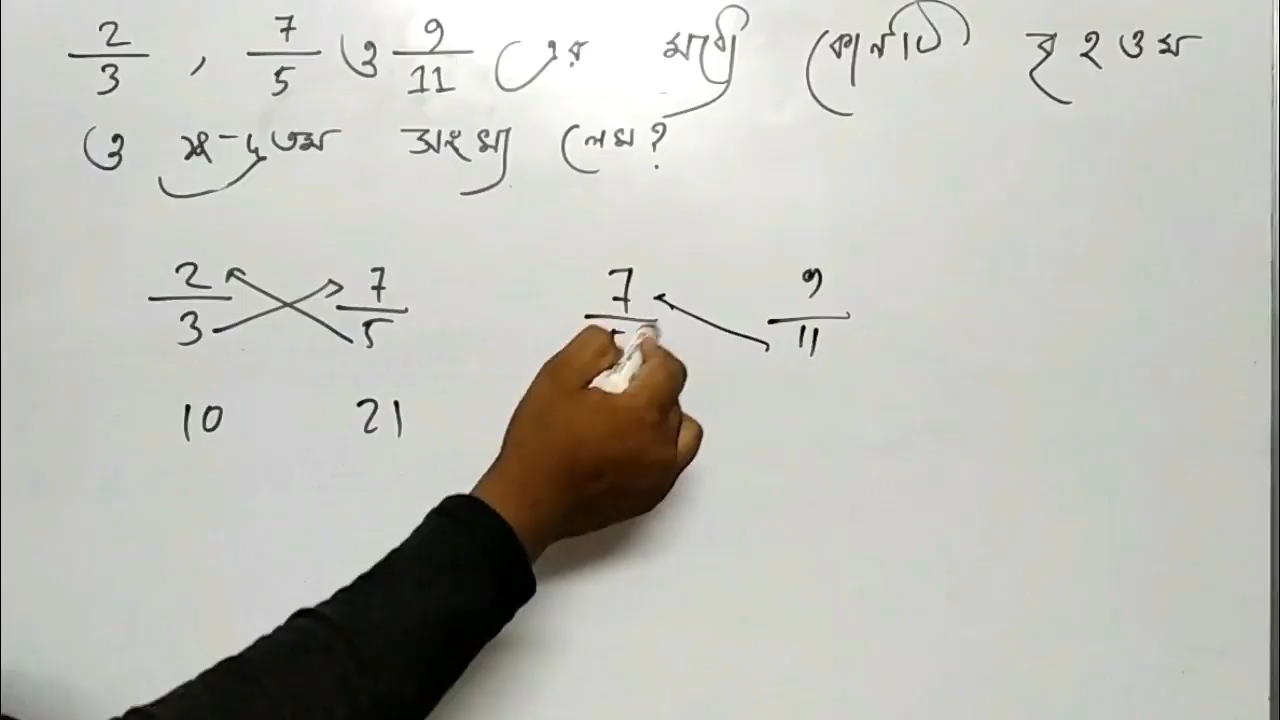 2/3 , 7/5 ও 9/11 এর মধ্যে কোনটি বৃহত্তম
ও ক্ষুদ্রতম সংখ্যা লেখ?
2/3 7/5 7/5 9/11
10 21